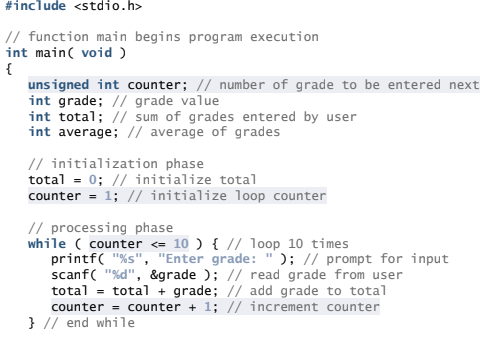 #include <stdio.h>
// function main begins program execution
int main( void )
{
unsigned int counter; // number of grade to be entered next
int grade; // grade value
int total; // sum of grades entered by user
int average; // average of grades
// initialization phase
total = 0; // initialize total
counter = 1; // initialize loop counter
// processing phase
while ( counter <= 10 ) { // loop 10 times
printf( "%s", "Enter grade: " ); // prompt for input
scanf( "%d", &grade ); // read grade from user
total = total + grade; // add grade to total
counter = counter + 1; // increment counter
} // end while